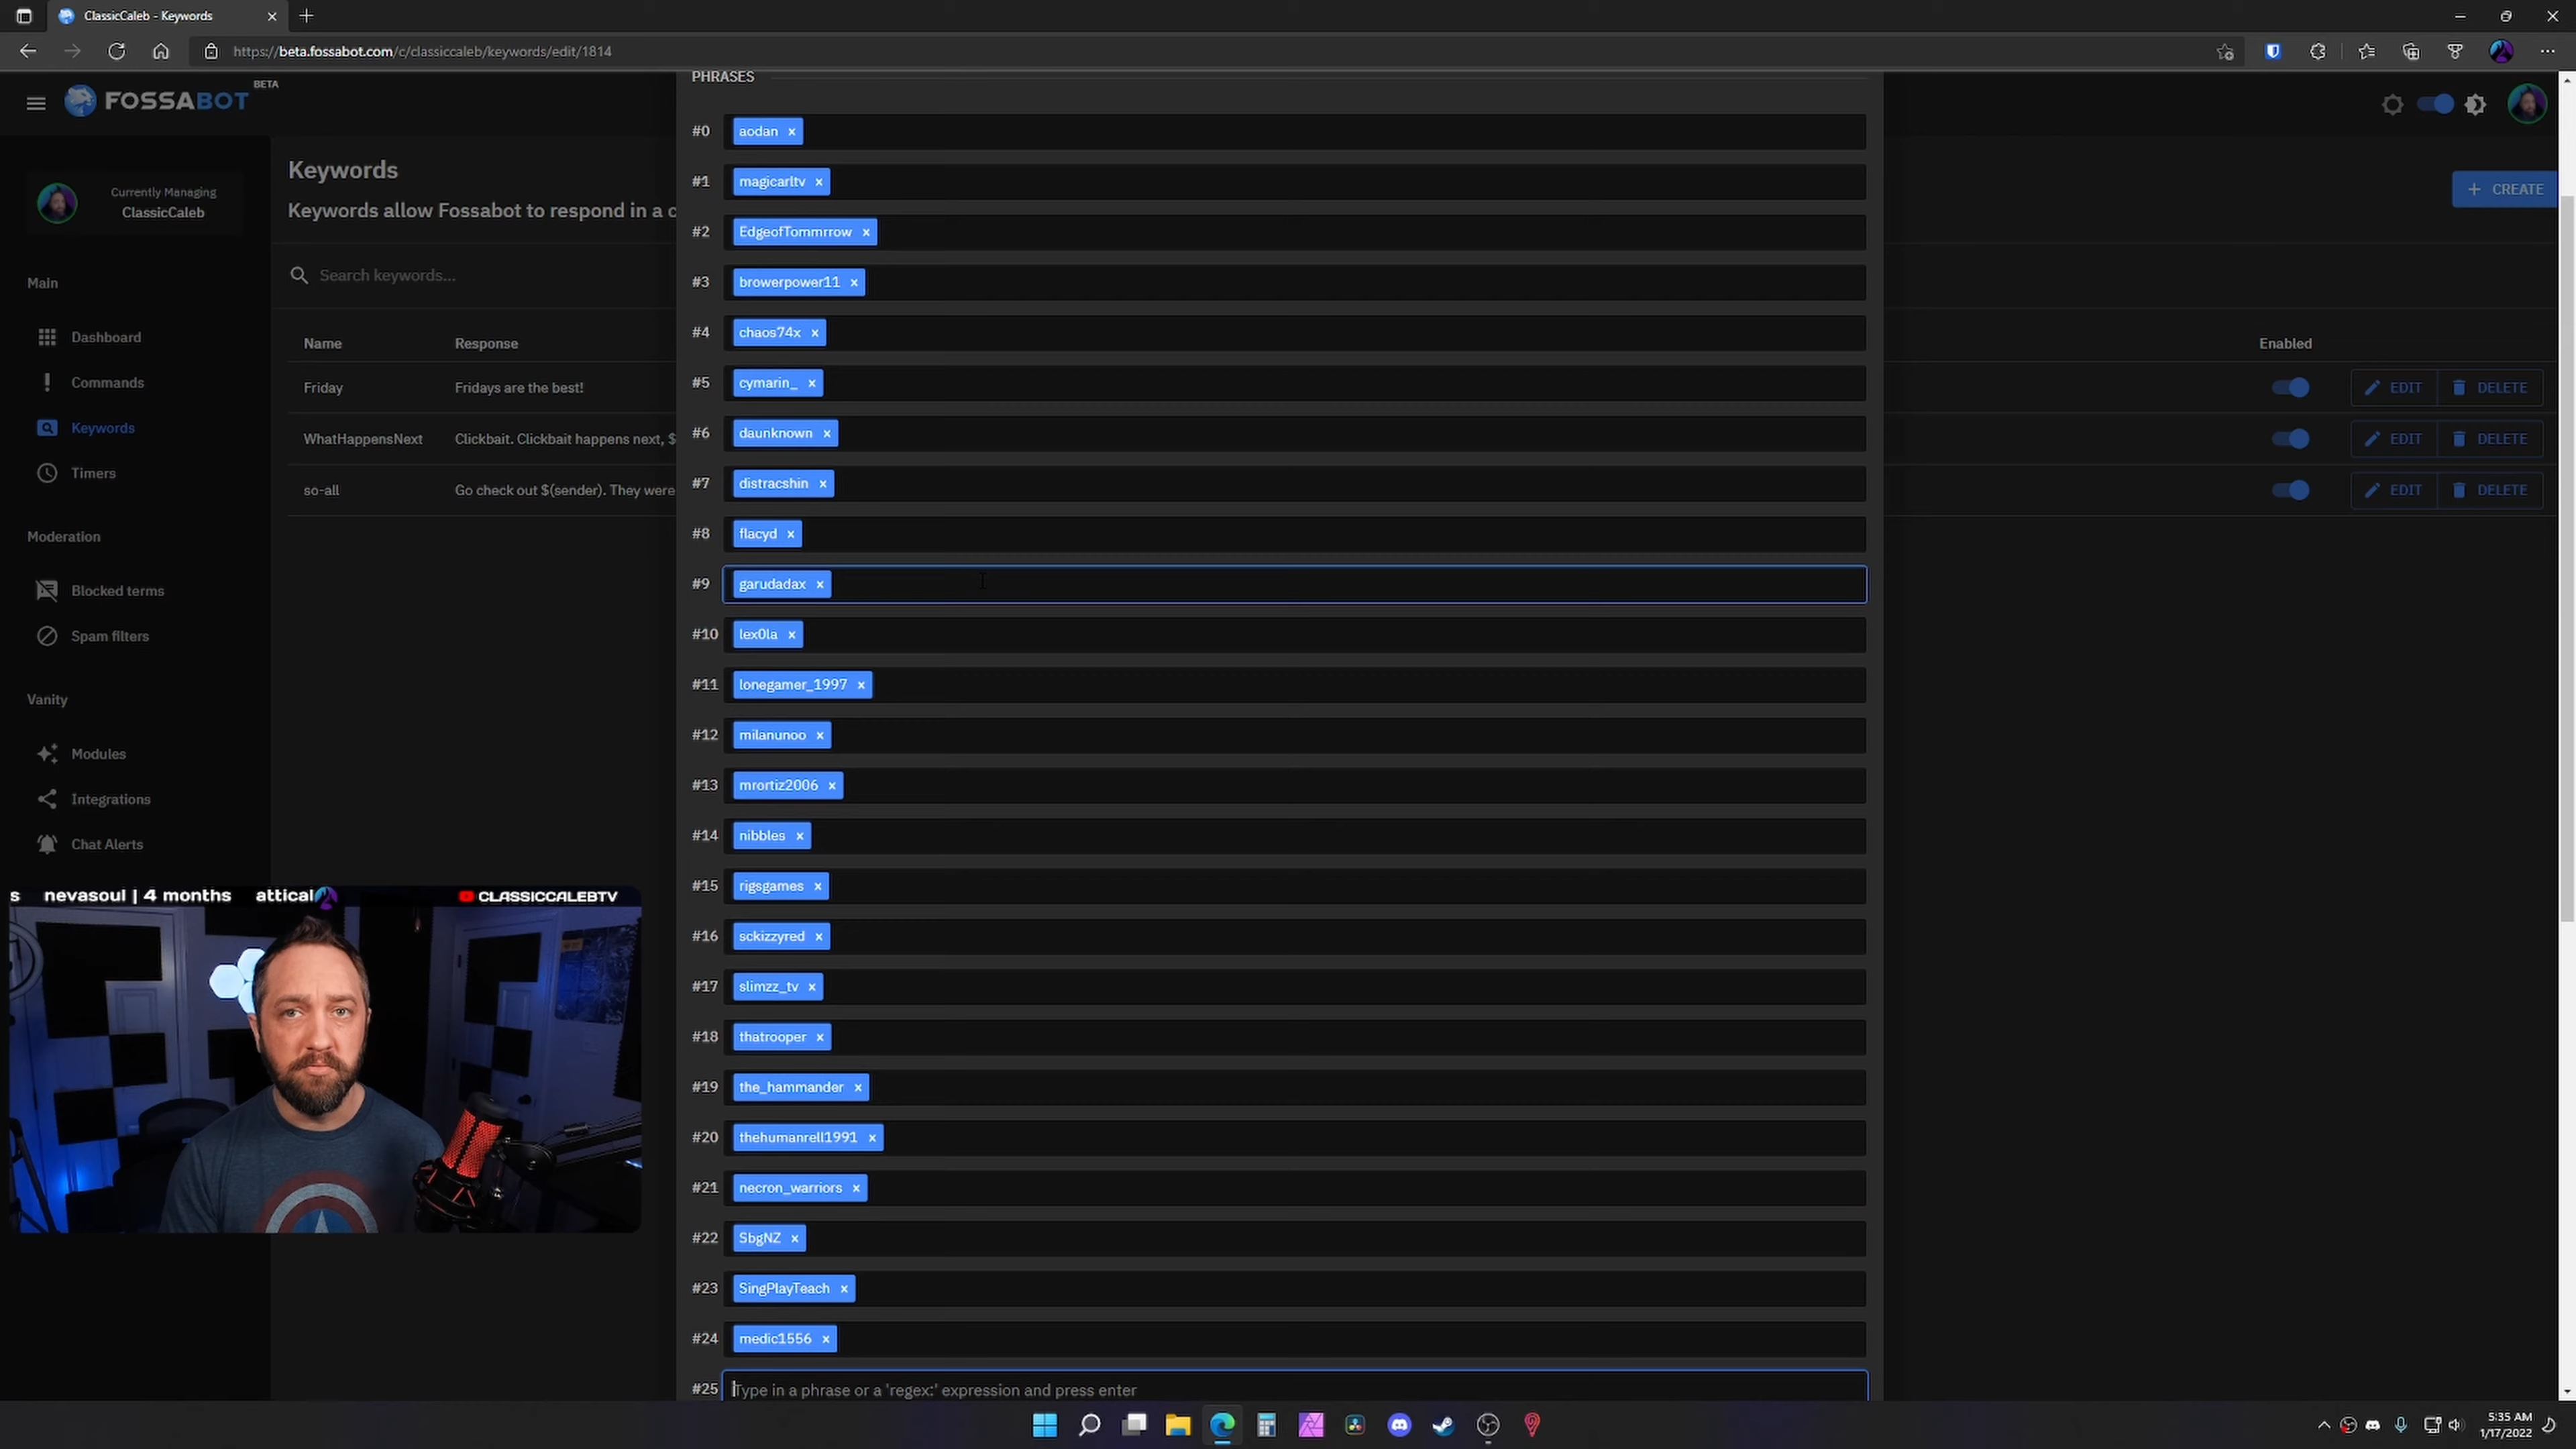 ClassicCaleb - Keywords
https://beta.fossabot.com/c/classiccaleb/keywords/edit/1814
FOSSABOT BETA
Currently Managing
ClassicCaleb
Main
Dashboard
Commands
Keywords
Timers
Moderation
Blocked terms
Spam filters
Vanity
Modules
Integrations
Chat Alerts
Keywords
Keywords allow Fossabot to respond in a c
Search keywords...
Name Response
Friday Fridays are the best!
WhatHappensNext Clickbait. Clickbait happens next, $
so-all Go check out $(sender). They were
PHRASES
#0 aodan ×
#1 magicarltv ×
#2 EdgeofTommrrow ×
#3 browerpower11 ×
#4 chaos74x ×
#5 cymarin_ ×
#6 daunknown ×
#7 distracshin ×
#8 flacyd ×
#9 garudadax ×
#10 lex0la ×
#11 lonegamer_1997 ×
#12 milanunoo ×
#13 mrortiz2006 ×
#14 nibbles ×
#15 rigsgames ×
#16 sckizzyred ×
#17 slimzz_tv ×
#18 thatrooper ×
#19 the_hammander ×
#20 thehumanrell1991 ×
#21 necron_warriors ×
#22 SbgNZ ×
#23 SingPlayTeach ×
#24 medic1556 ×
#25 Type in a phrase or a 'regex:' expression and press enter
+ CREATE
Enabled
EDIT DELETE
EDIT DELETE
EDIT DELETE
s nevasoul | 4 months attical CLASSICCALEBTV
5:35 AM
1/17/2022